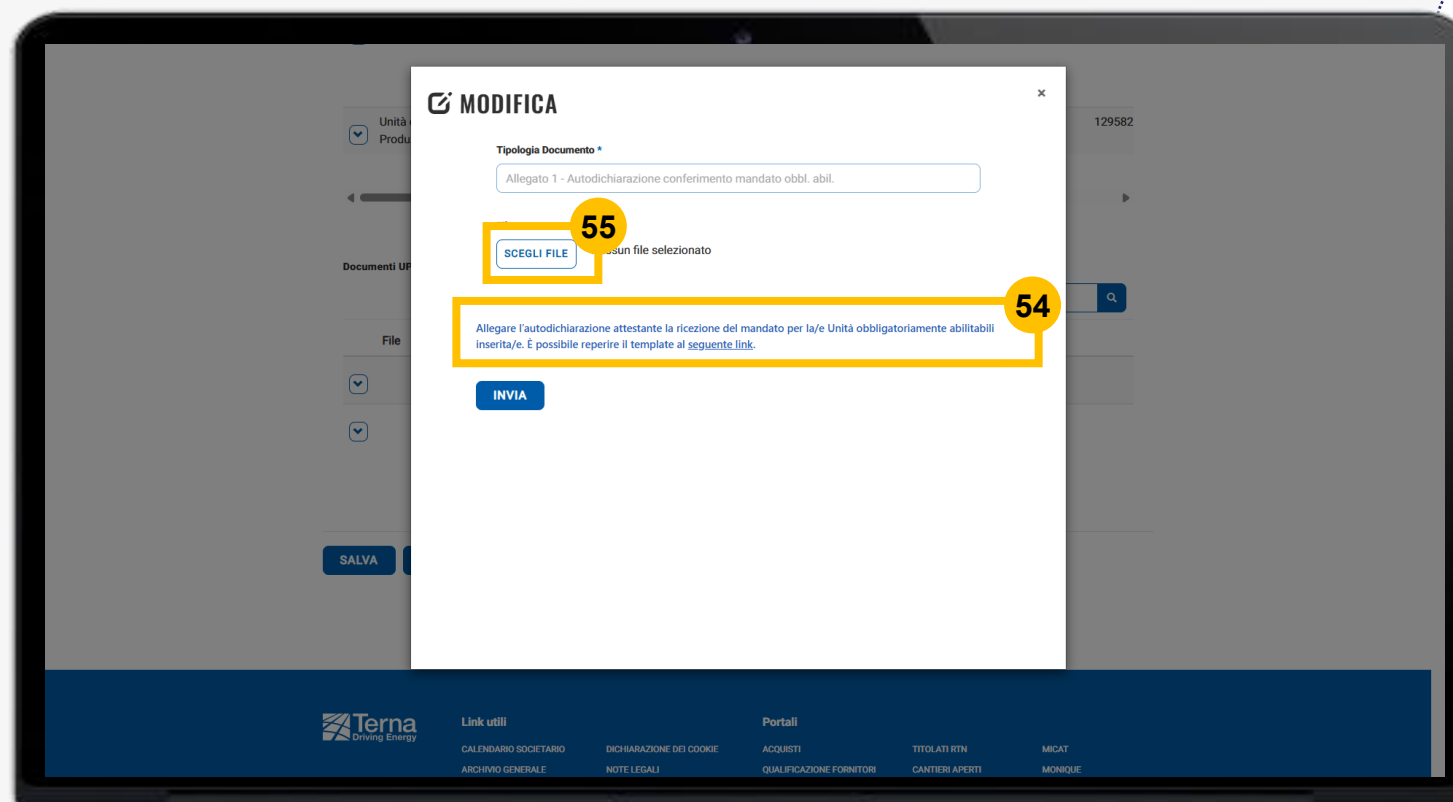 MODIFICA
×
Unità
Produ
129582
Tipologia Documento *
Allegato 1 - Autodichiarazione conferimento mandato obbl. abil.
55
SCEGLI FILE
sun file selezionato
Documenti UP
54
Allegare l'autodichiarazione attestante la ricezione del mandato per la/e Unità obbligatoriamente abilitabili
inserita/e. È possibile reperire il template al seguente link.
File
INVIA
SALVA
Terna
Driving Energy
Link utili
Portali
CALENDARIO SOCIETARIO
DICHIARAZIONE DEI COOKIE
ACQUISTI
TITOLATI RTN
MICAT
ARCHIVIO GENERALE
NOTE LEGALI
QUALIFICAZIONE FORNITORI
CANTIERI APERTI
MONIQUE